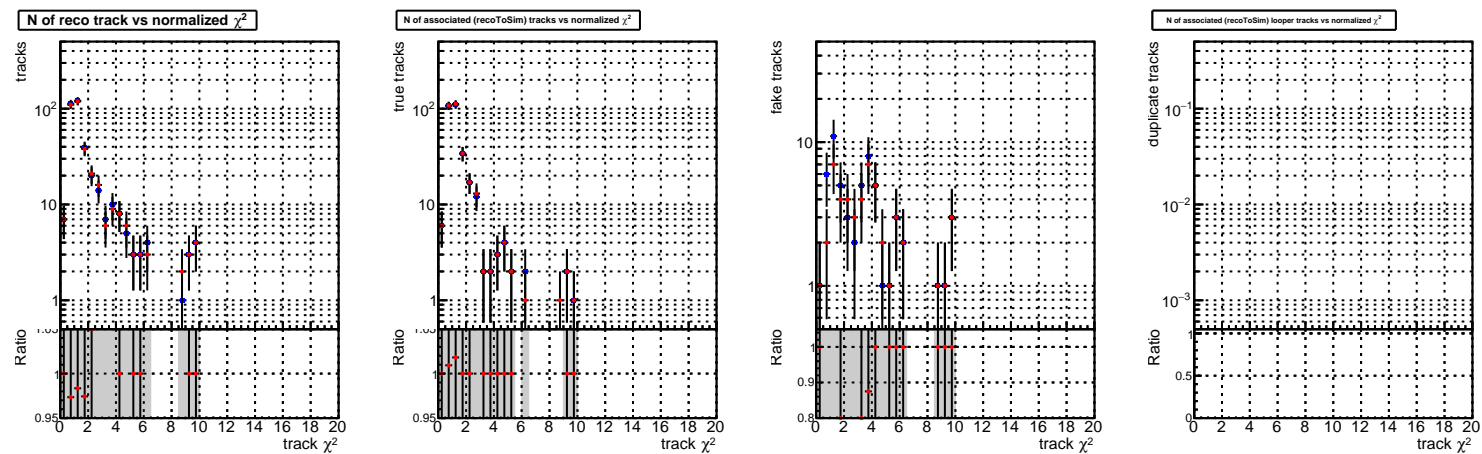 N of reco track vs normalized χ²
tracks
10²
10
1
Ratio
1.05
1
0.95
0 2 4 6 8 10 12 14 16 18 20
track χ²
N of associated (recoToSim) tracks vs normalized χ²
true tracks
10²
10
1
Ratio
1.05
1
0.95
0 2 4 6 8 10 12 14 16 18 20
track χ²
fake tracks
10
1
Ratio
1
0.9
0.8
0 2 4 6 8 10 12 14 16 18 20
track χ²
N of associated (recoToSim) looper tracks vs normalized χ²
duplicate tracks
10⁻¹
10⁻²
10⁻³
Ratio
1
0.5
0
0 2 4 6 8 10 12 14 16 18 20
track χ²